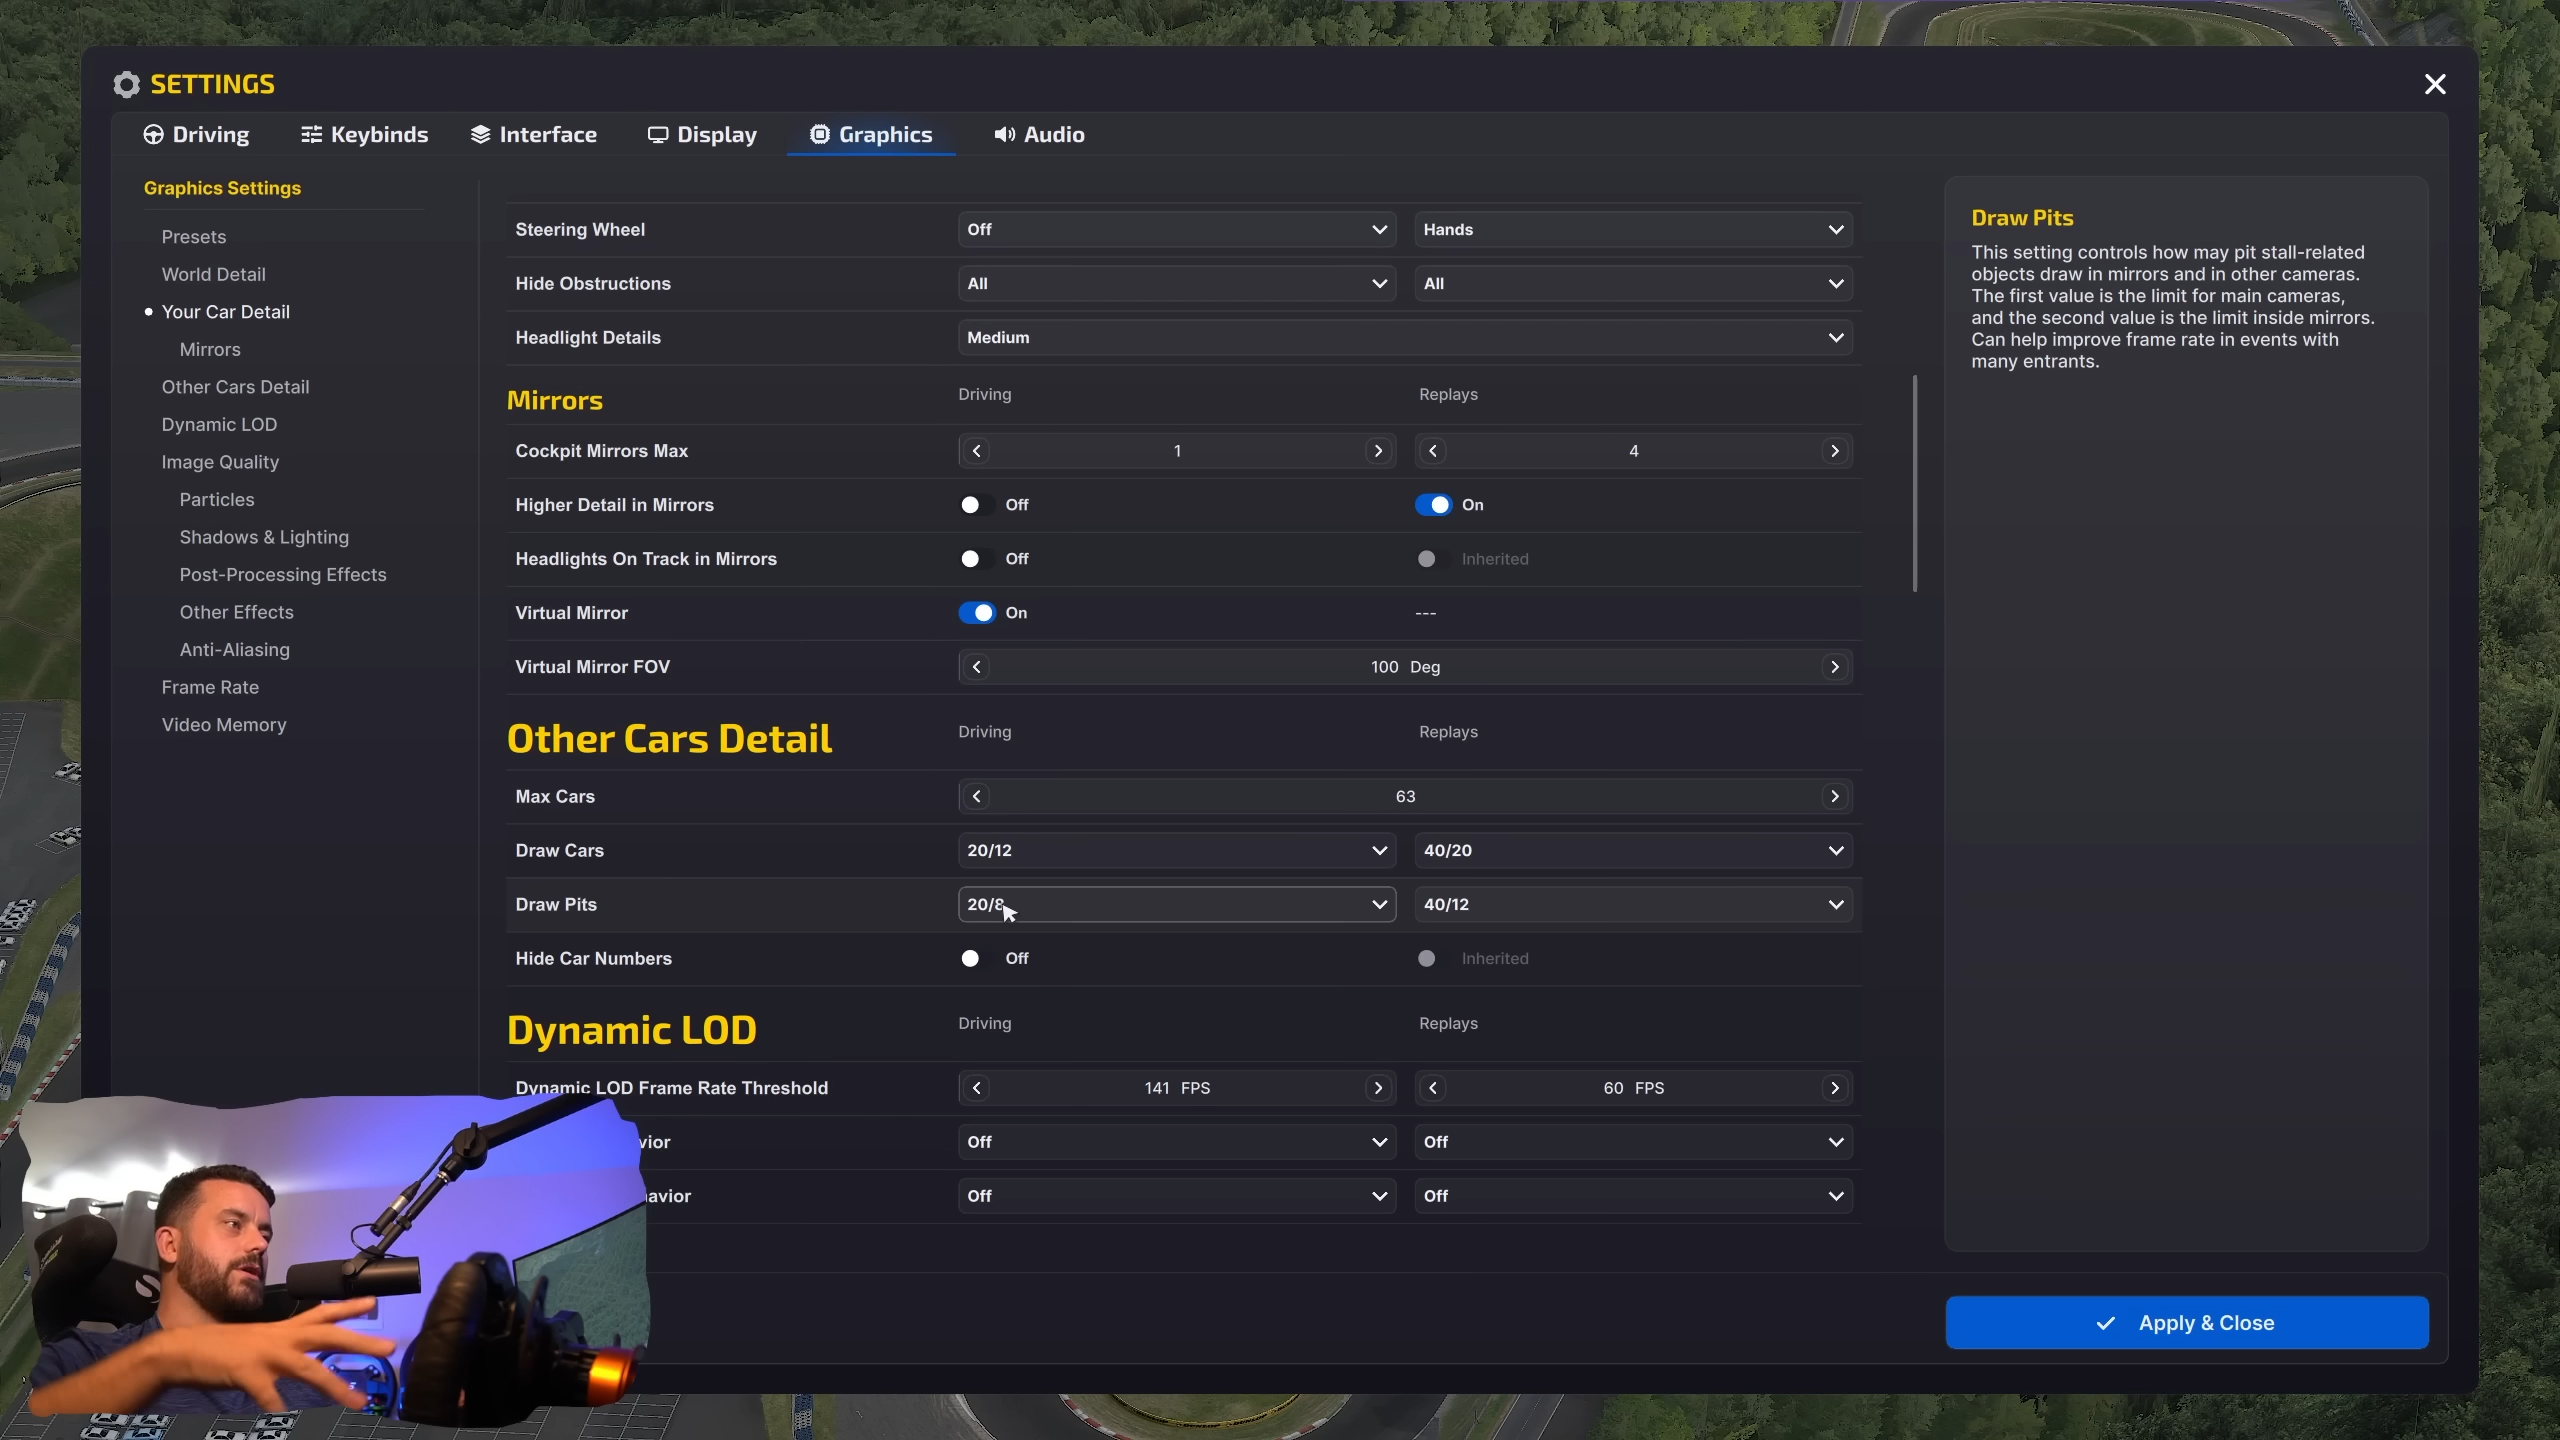 SETTINGS
Driving
Keybinds
Interface
Display
Graphics
Audio
Graphics Settings
Presets
World Detail
Your Car Detail
Mirrors
Other Cars Detail
Dynamic LOD
Image Quality
Particles
Shadows & Lighting
Post-Processing Effects
Other Effects
Anti-Aliasing
Frame Rate
Video Memory
Steering Wheel Off Hands
Hide Obstructions All All
Headlight Details Medium
Mirrors Driving Replays
Cockpit Mirrors Max 1 4
Higher Detail in Mirrors Off On
Headlights On Track in Mirrors Off Inherited
Virtual Mirror On ---
Virtual Mirror FOV 100 Deg
Other Cars Detail Driving Replays
Max Cars 63
Draw Cars 20/12 40/20
Draw Pits 20/8 40/12
Hide Car Numbers Off Inherited
Dynamic LOD Driving Replays
Dynamic LOD Frame Rate Threshold 141 FPS 60 FPS
vior Off Off
avior Off Off
Draw Pits
This setting controls how may pit stall-related
objects draw in mirrors and in other cameras.
The first value is the limit for main cameras,
and the second value is the limit inside mirrors.
Can help improve frame rate in events with
many entrants.
Apply & Close